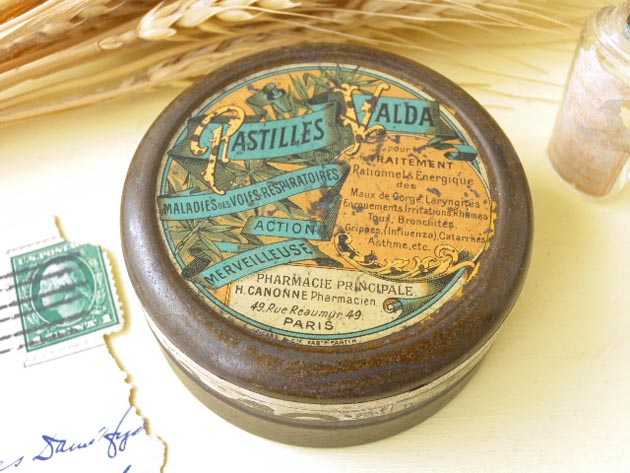 PASTILLES VALDA
pour le
TRAITEMENT
Rationnel & Energique
des
Maux de Gorge, Laryngites
Enrouements, Irritations, Rhumes
Toux, Bronchites,
Grippes, (Influenza), Catarrhes
Asthme, etc.
MALADIES DES VOIES RESPIRATOIRES
ACTION
MERVEILLEUSE
PHARMACIE PRINCIPALE
H. CANONNE Pharmacien
49, Rue Réaumur, 49
PARIS
U.S. POSTAGE
1 CENT 1